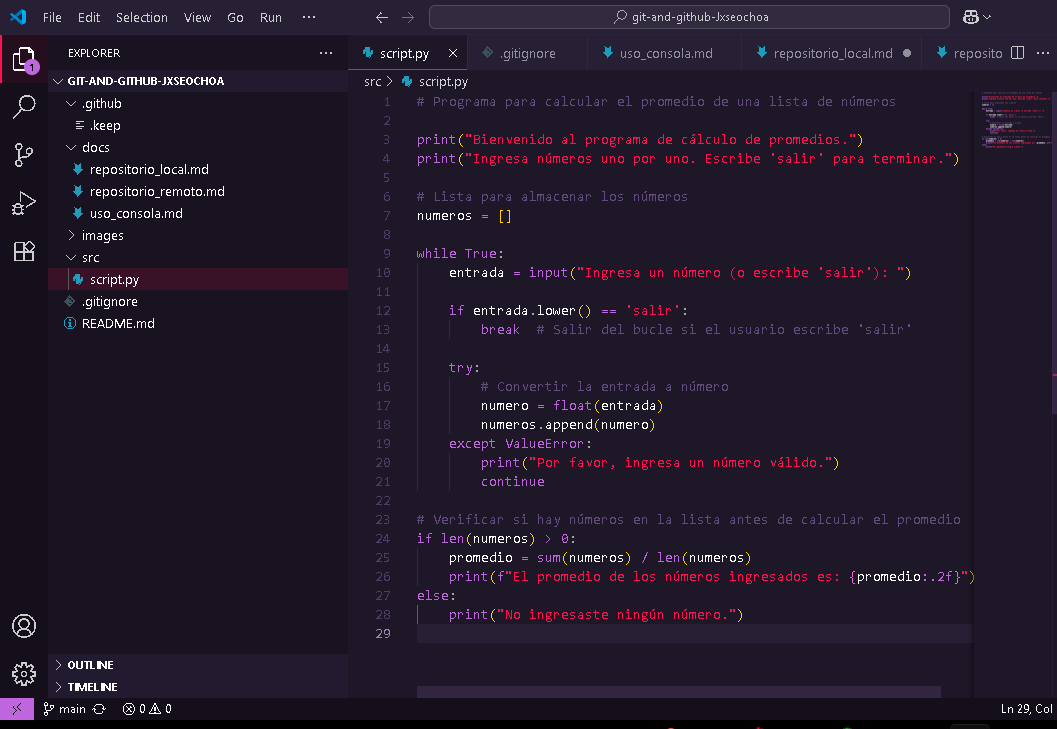 File Edit Selection View Go Run ··· git-and-github-Jxseochoa
EXPLORER ···
1
GIT-AND-GITHUB-JXSEOCHOA
.github
.keep
docs
repositorio_local.md
repositorio_remoto.md
uso_consola.md
images
src
script.py
.gitignore
README.md
OUTLINE
TIMELINE
script.py .gitignore uso_consola.md repositorio_local.md reposito ···
src > script.py
1 # Programa para calcular el promedio de una lista de números
2
3 print("Bienvenido al programa de cálculo de promedios.")
4 print("Ingresa números uno por uno. Escribe 'salir' para terminar.")
5
6 # Lista para almacenar los números
7 numeros = []
8
9 while True:
10 entrada = input("Ingresa un número (o escribe 'salir'): ")
11
12 if entrada.lower() == 'salir':
13 break # Salir del bucle si el usuario escribe 'salir'
14
15 try:
16 # Convertir la entrada a número
17 numero = float(entrada)
18 numeros.append(numero)
19 except ValueError:
20 print("Por favor, ingresa un número válido.")
21 continue
22
23 # Verificar si hay números en la lista antes de calcular el promedio
24 if len(numeros) > 0:
25 promedio = sum(numeros) / len(numeros)
26 print(f"El promedio de los números ingresados es: {promedio:.2f}")
27 else:
28 print("No ingresaste ningún número.")
29
main 0 0 Ln 29, Col